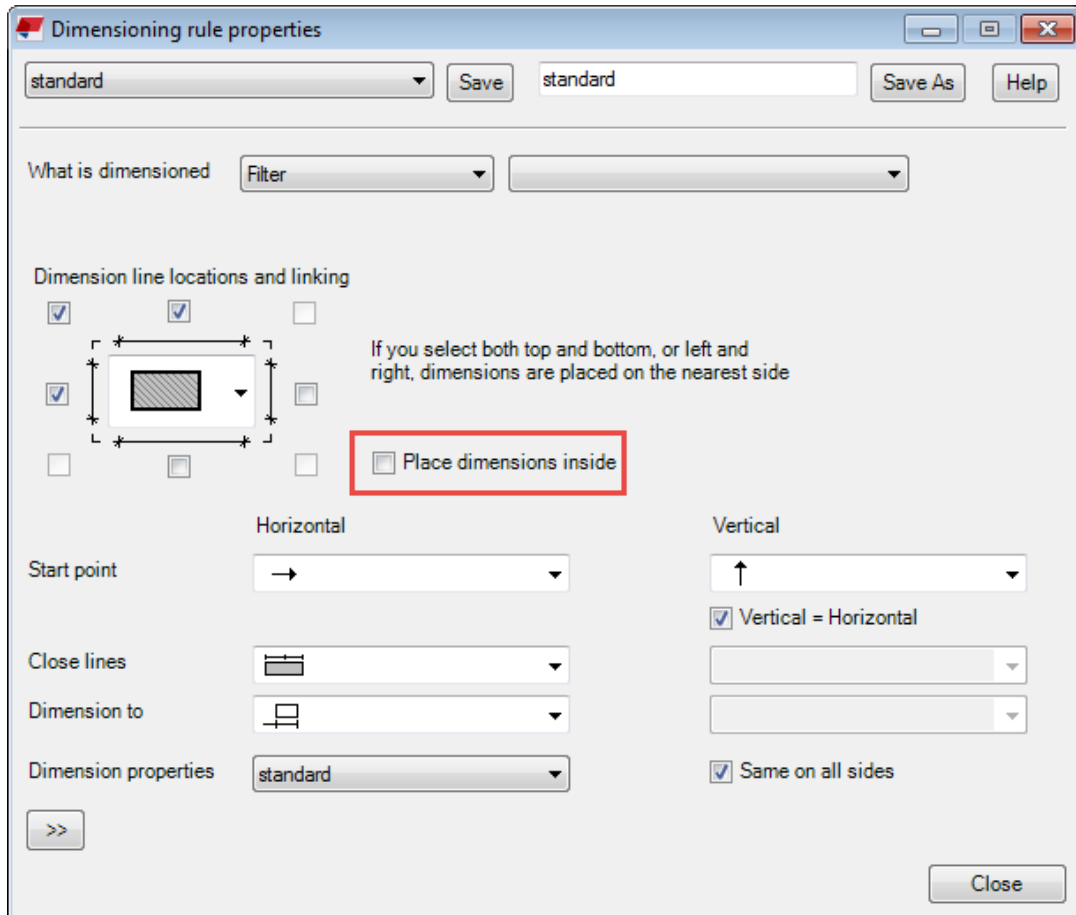 Dimensioning rule properties
standard Save standard Save As Help
What is dimensioned Filter
Dimension line locations and linking
If you select both top and bottom, or left and
right, dimensions are placed on the nearest side
Place dimensions inside
Horizontal Vertical
Start point
Vertical = Horizontal
Close lines
Dimension to
Dimension properties standard Same on all sides
>>
Close